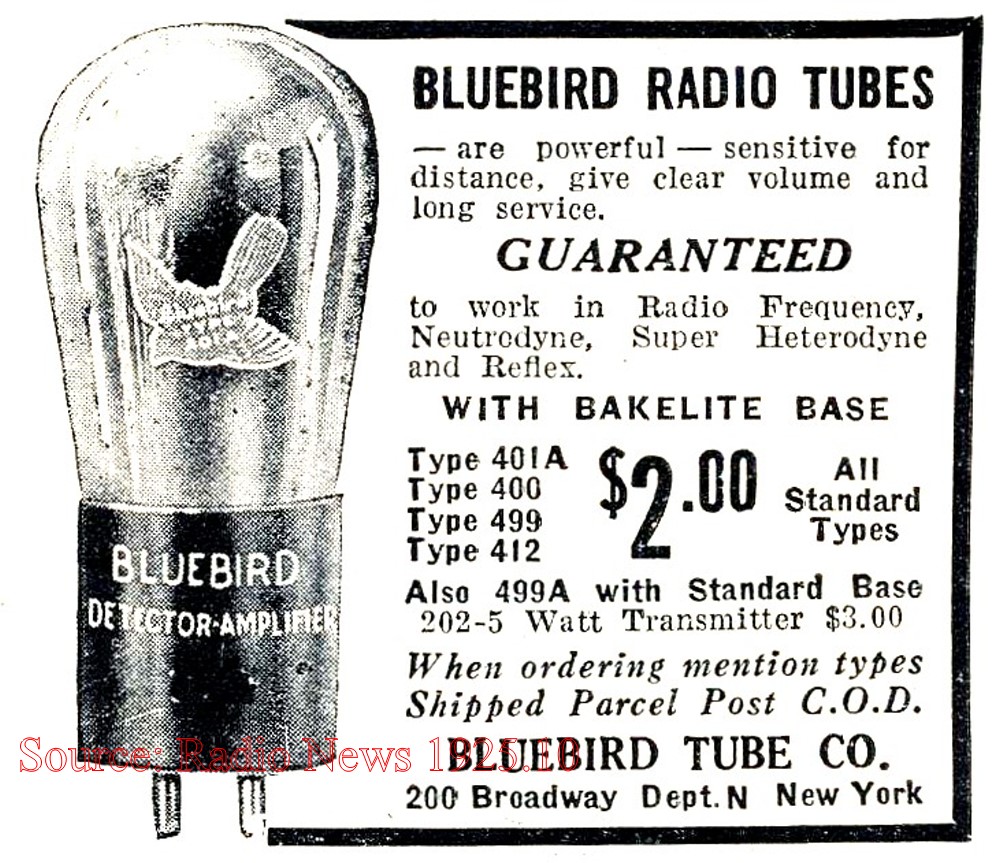 BLUEBIRD RADIO TUBES
— are powerful — sensitive for
distance, give clear volume and
long service.
GUARANTEED
to work in Radio Frequency,
Neutrodyne, Super Heterodyne
and Reflex.
WITH BAKELITE BASE
Type 401A
Type 400
Type 499
Type 412
$2.00
All
Standard
Types
Also 499A with Standard Base
202-5 Watt Transmitter $3.00
When ordering mention types
Shipped Parcel Post C.O.D.
BLUEBIRD TUBE CO.
200 Broadway Dept. N New York
BLUEBIRD
DETECTOR-AMPLIFIER
Source: Radio News 1925.10